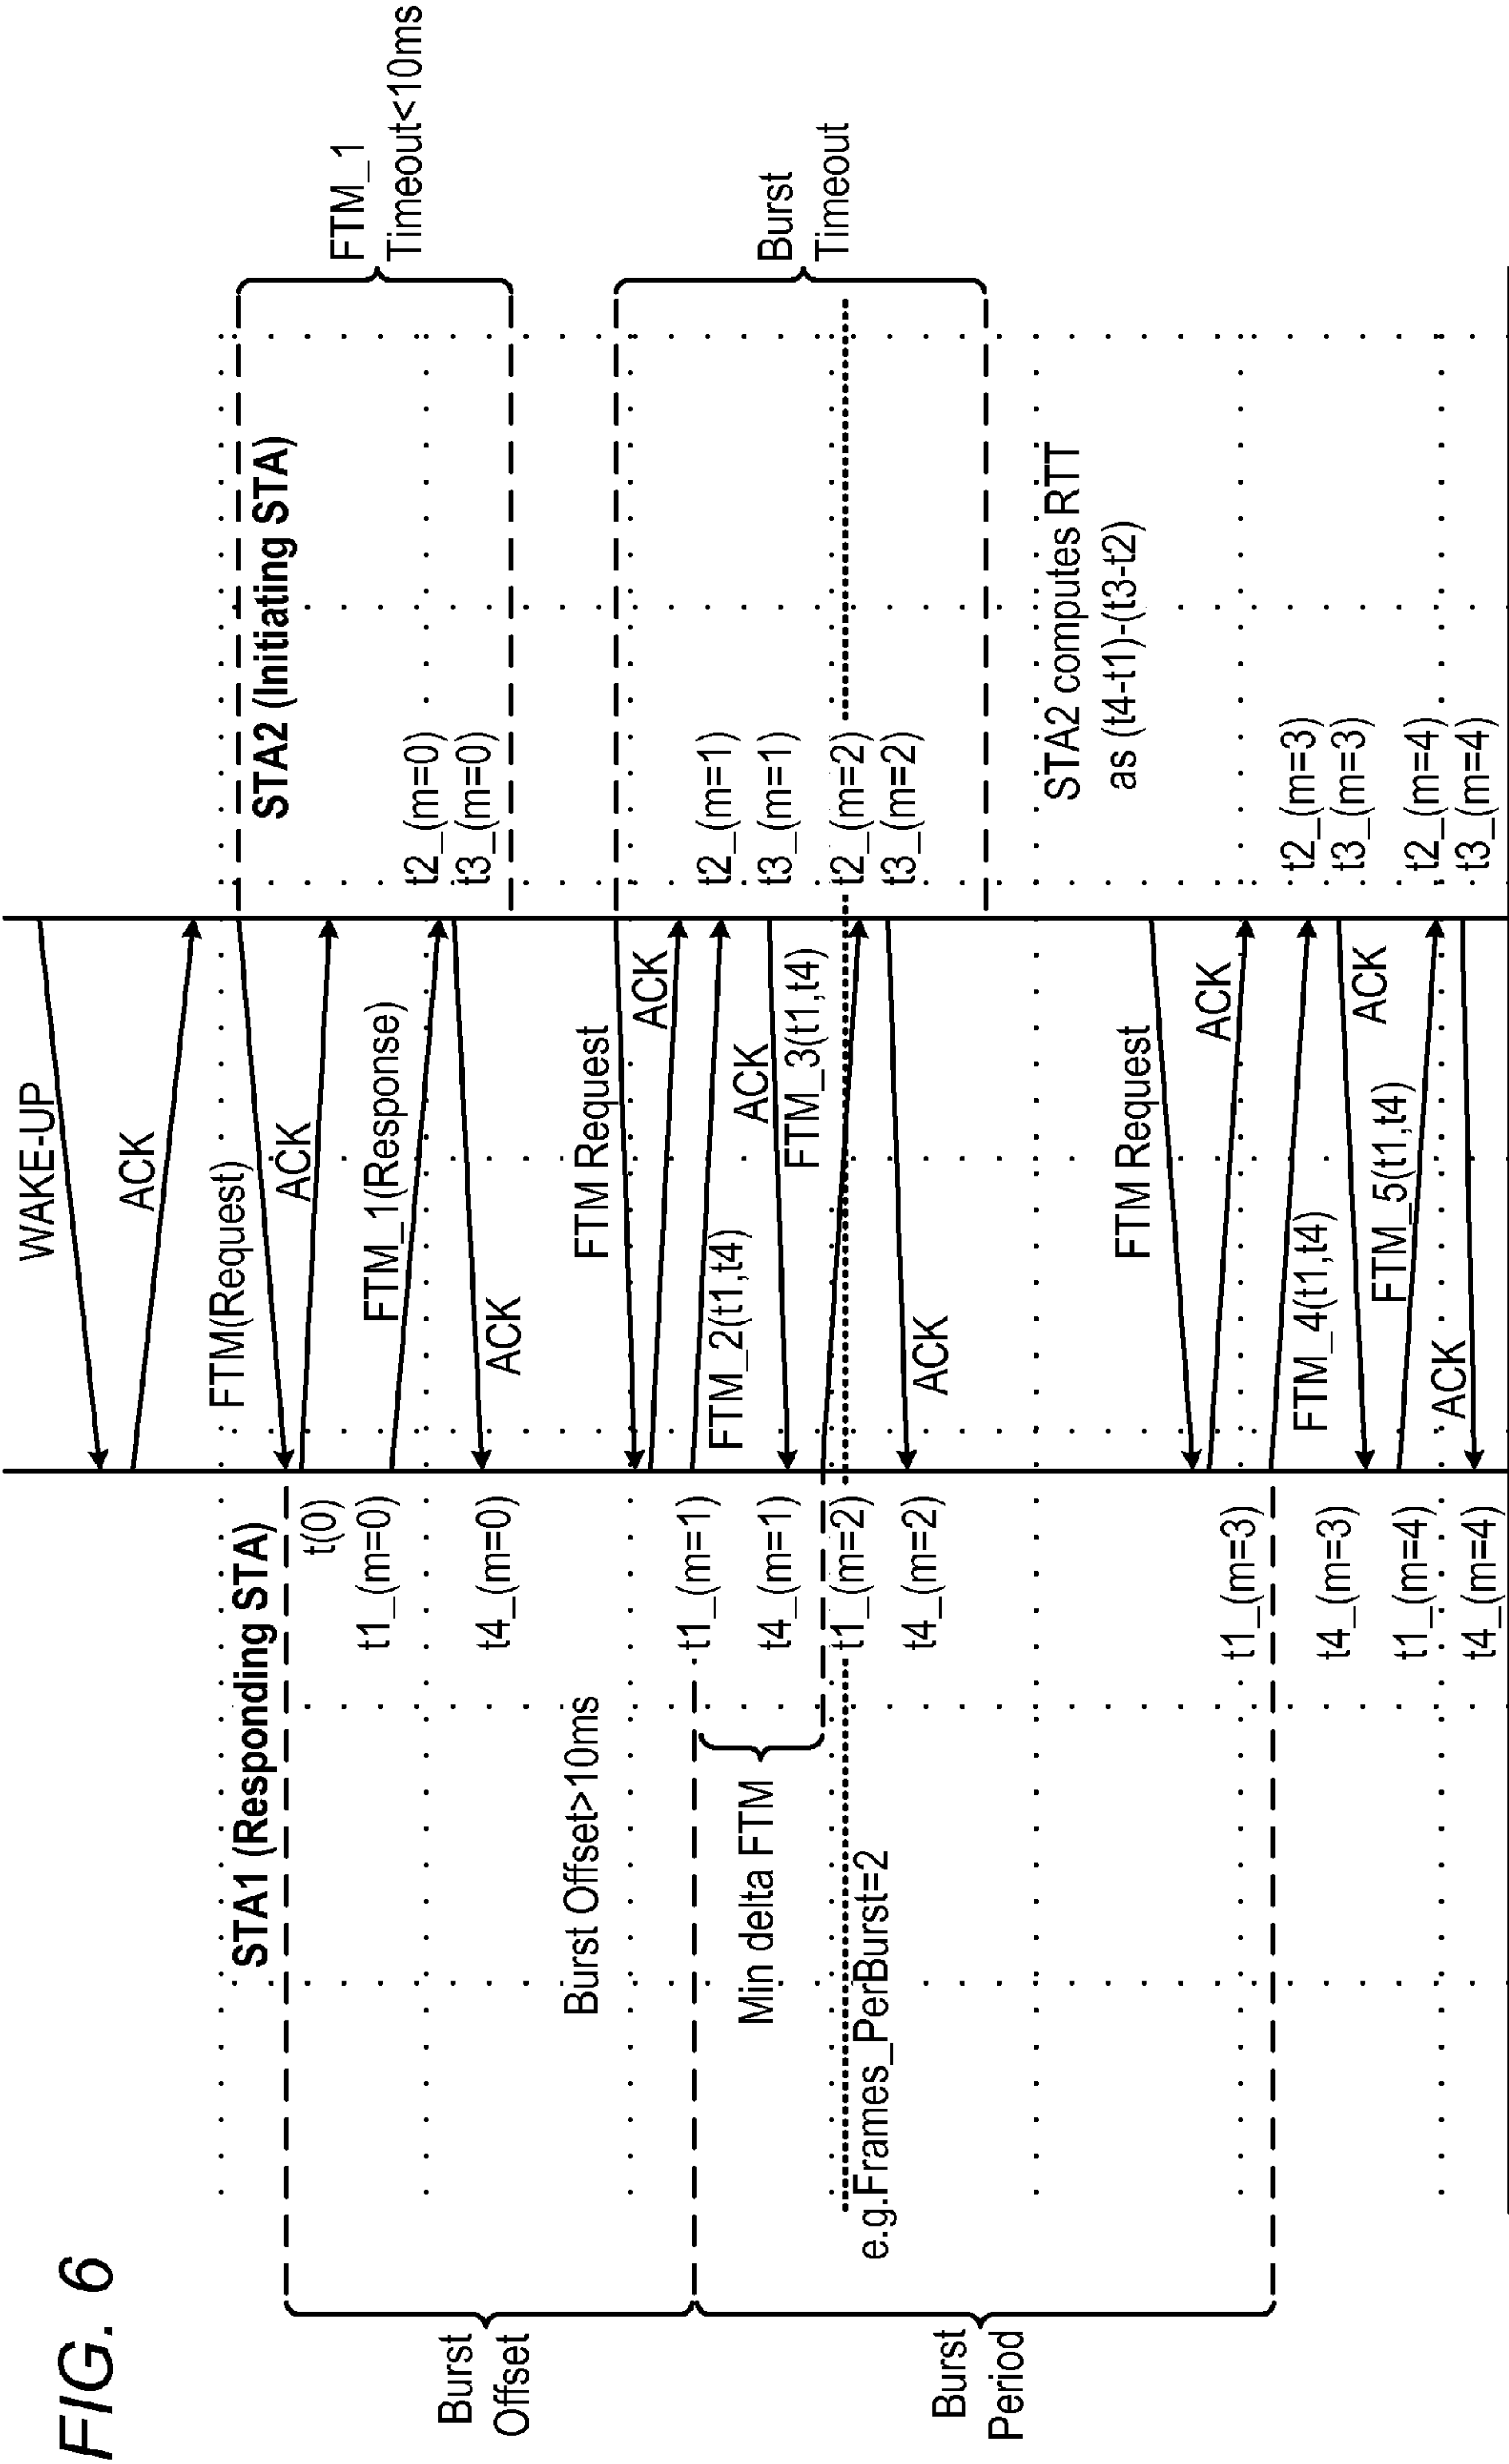 FIG. 6
WAKE-UP
ACK
STA1 (Responding STA)
FTM(Request)
STA2 (Initiating STA)
t(0)
ACK
FTM_1
Timeout<10ms
t1_(m=0)
FTM_1(Response)
t2_(m=0)
t3_(m=0)
t4_(m=0)
ACK
Burst
Offset
Burst Offset>10ms
FTM Request
ACK
t1_(m=1)
FTM_2(t1,t4)
t2_(m=1)
Min delta FTM
t4_(m=1)
ACK
t3_(m=1)
Burst
Timeout
FTM_3(t1,t4)
t1_(m=2)
t2_(m=2)
e.g.Frames_PerBurst=2
t4_(m=2)
ACK
t3_(m=2)
Burst
Period
STA2 computes RTT
as (t4-t1)-(t3-t2)
FTM Request
ACK
t1_(m=3)
FTM_4(t1,t4)
t2_(m=3)
t4_(m=3)
ACK
t3_(m=3)
t1_(m=4)
FTM_5(t1,t4)
t2_(m=4)
t4_(m=4)
ACK
t3_(m=4)